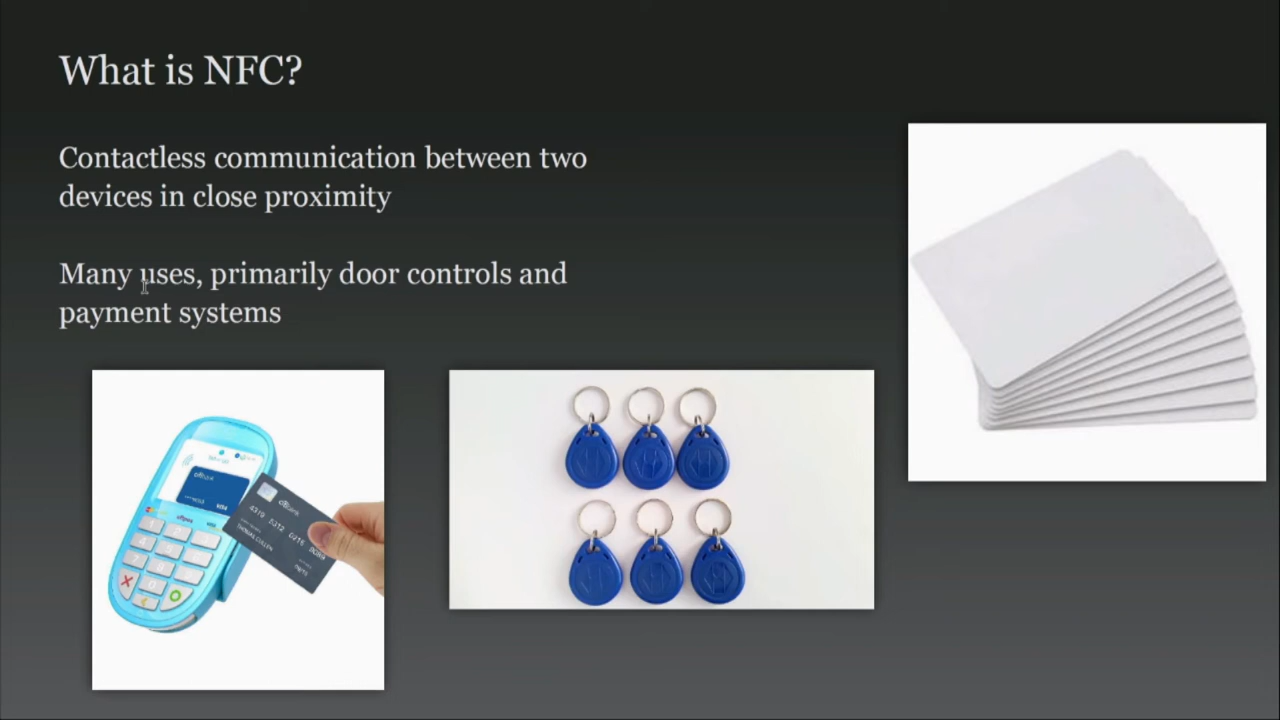 What is NFC?
Contactless communication between two
devices in close proximity
Many uses, primarily door controls and
payment systems